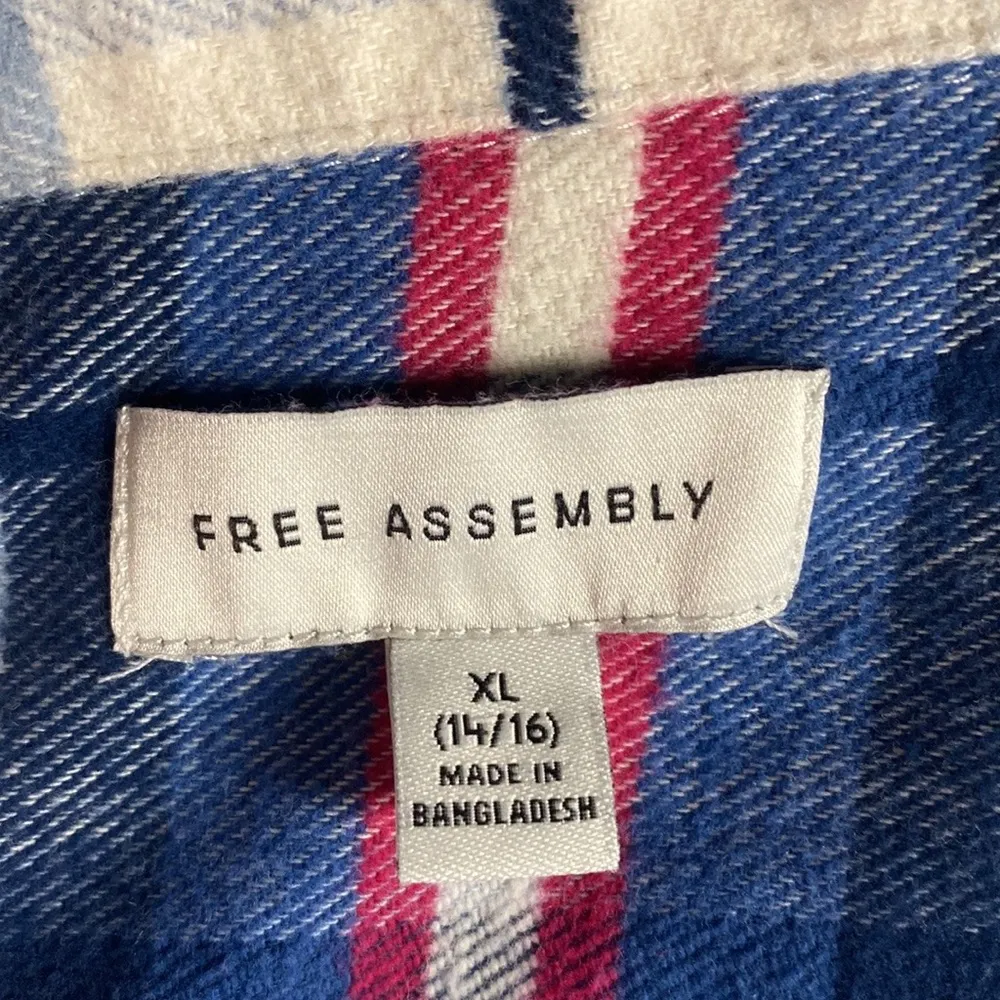 FREE ASSEMBLY
XL
(14/16)
MADE IN
BANGLADESH